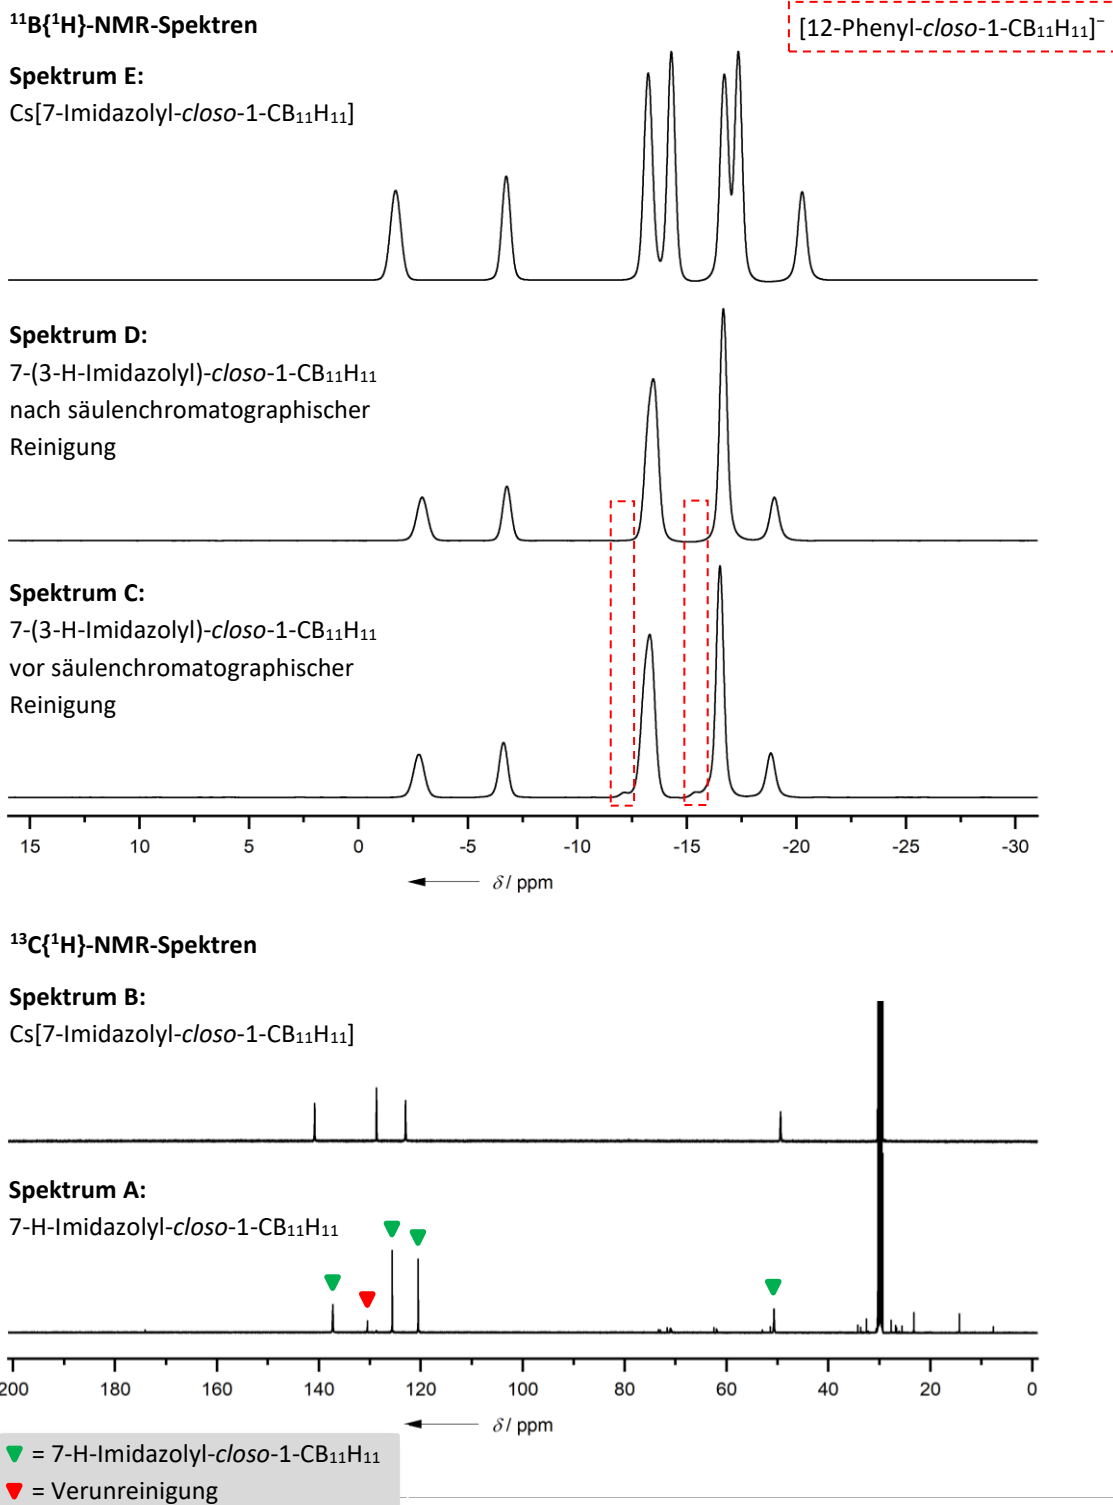 ¹¹B{¹H}-NMR-Spektren
[12-Phenyl-closo-1-CB₁₁H₁₁]⁻
Spektrum E:
Cs[7-Imidazolyl-closo-1-CB₁₁H₁₁]
Spektrum D:
7-(3-H-Imidazolyl)-closo-1-CB₁₁H₁₁
nach säulenchromatographischer
Reinigung
Spektrum C:
7-(3-H-Imidazolyl)-closo-1-CB₁₁H₁₁
vor säulenchromatographischer
Reinigung
15 10 5 0 -5 -10 -15 -20 -25 -30
δ / ppm
¹³C{¹H}-NMR-Spektren
Spektrum B:
Cs[7-Imidazolyl-closo-1-CB₁₁H₁₁]
Spektrum A:
7-H-Imidazolyl-closo-1-CB₁₁H₁₁
200 180 160 140 120 100 80 60 40 20 0
δ / ppm
= 7-H-Imidazolyl-closo-1-CB₁₁H₁₁
= Verunreinigung